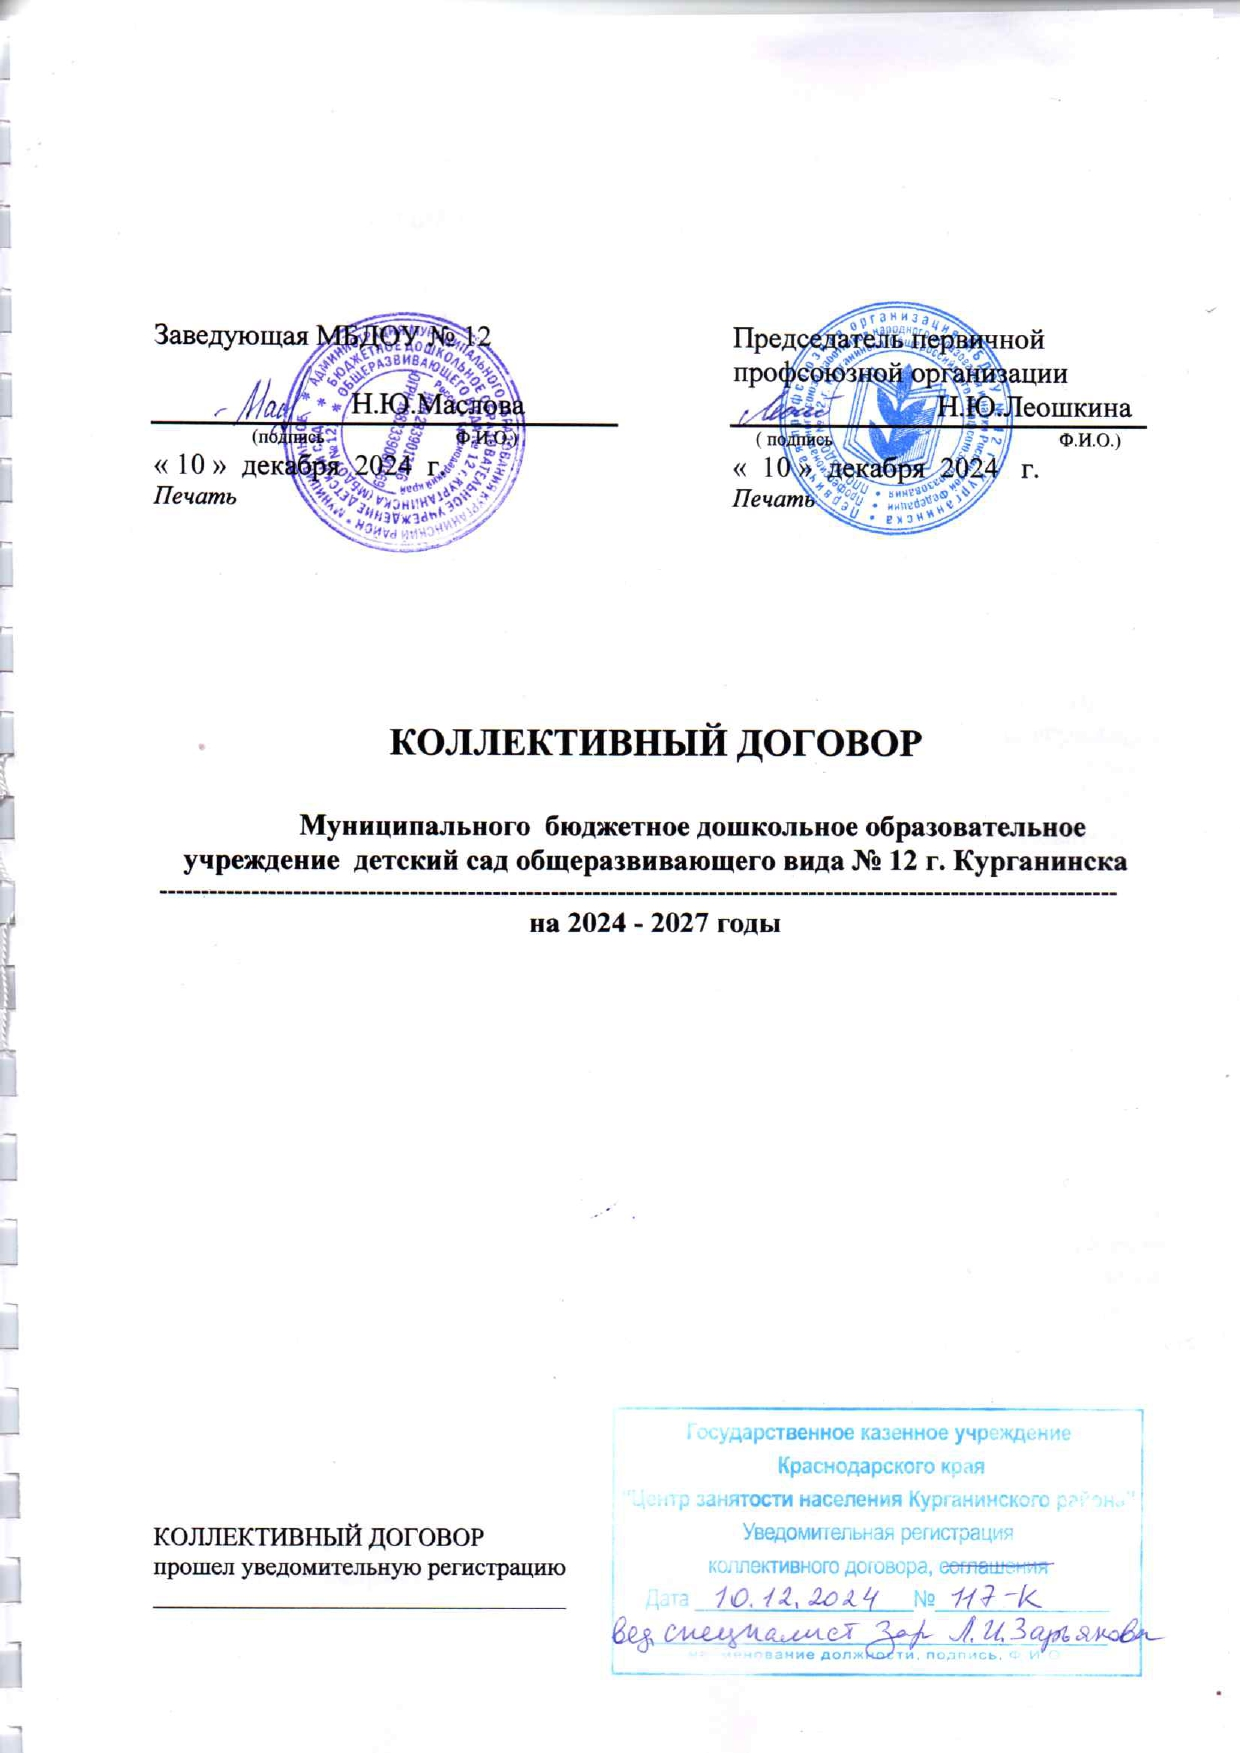 Заведующая МБДОУ № 12
Н.Ю.Маслова
(подпись Ф.И.О.)
« 10 » декабря 2024 г.
Печать
Председатель первичной
профсоюзной организации
Н.Ю.Леошкина
( подпись Ф.И.О.)
« 10 » декабря 2024 г.
Печать
КОЛЛЕКТИВНЫЙ ДОГОВОР
Муниципального бюджетное дошкольное образовательное
учреждение детский сад общеразвивающего вида № 12 г. Курганинска
на 2024 - 2027 годы
КОЛЛЕКТИВНЫЙ ДОГОВОР
прошел уведомительную регистрацию
Государственное казенное учреждение
Краснодарского края
"Центр занятости населения Курганинского района"
Уведомительная регистрация
коллективного договора, соглашения
Дата 10.12.2024 № 117-К
вед. специалист Л.И.Зарьякова
наименование должности, подпись, Ф.И.О.